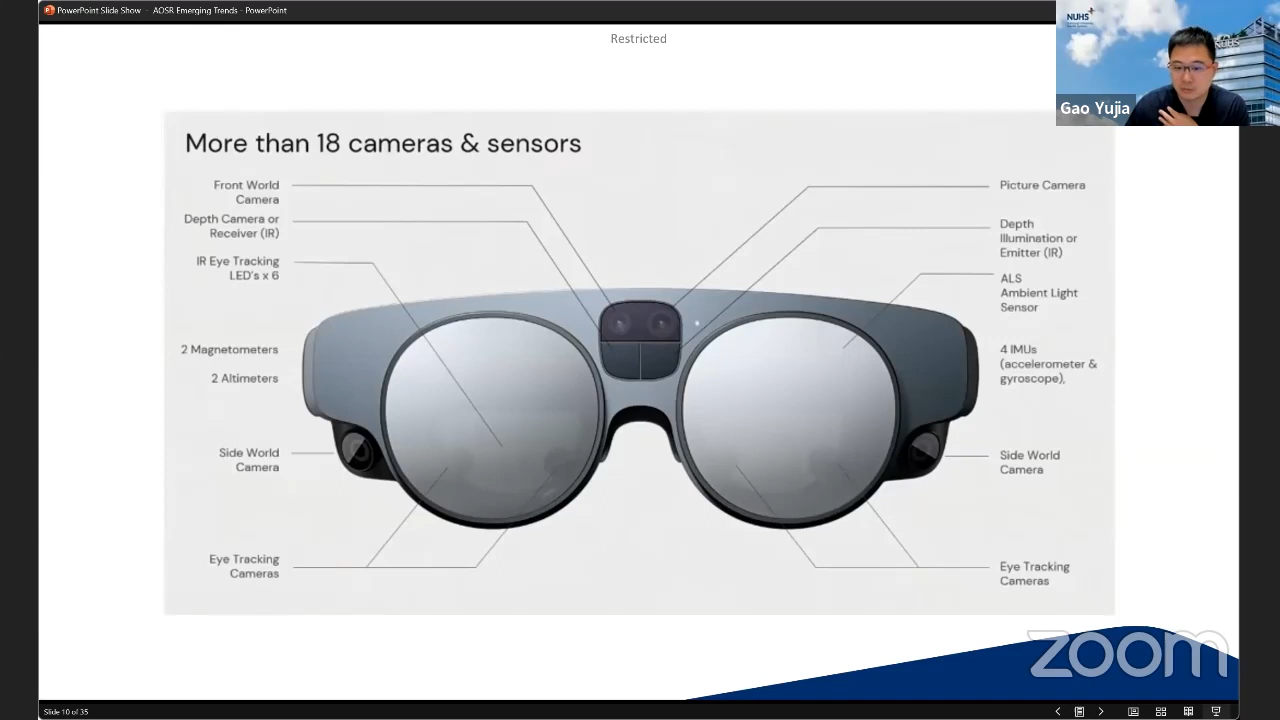 PowerPoint Slide Show - AOSR Emerging Trends - PowerPoint
Restricted
NUHS
NUHS
Gao Yujia
More than 18 cameras & sensors
Front World
Camera
Depth Camera or
Receiver (IR)
IR Eye Tracking
LED's x 6
2 Magnetometers
2 Altimeters
Side World
Camera
Eye Tracking
Cameras
Picture Camera
Depth
Illumination or
Emitter (IR)
ALS
Ambient Light
Sensor
4 IMUs
(accelerometer &
gyroscope),
Side World
Camera
Eye Tracking
Cameras
zoom
Slide 10 of 35